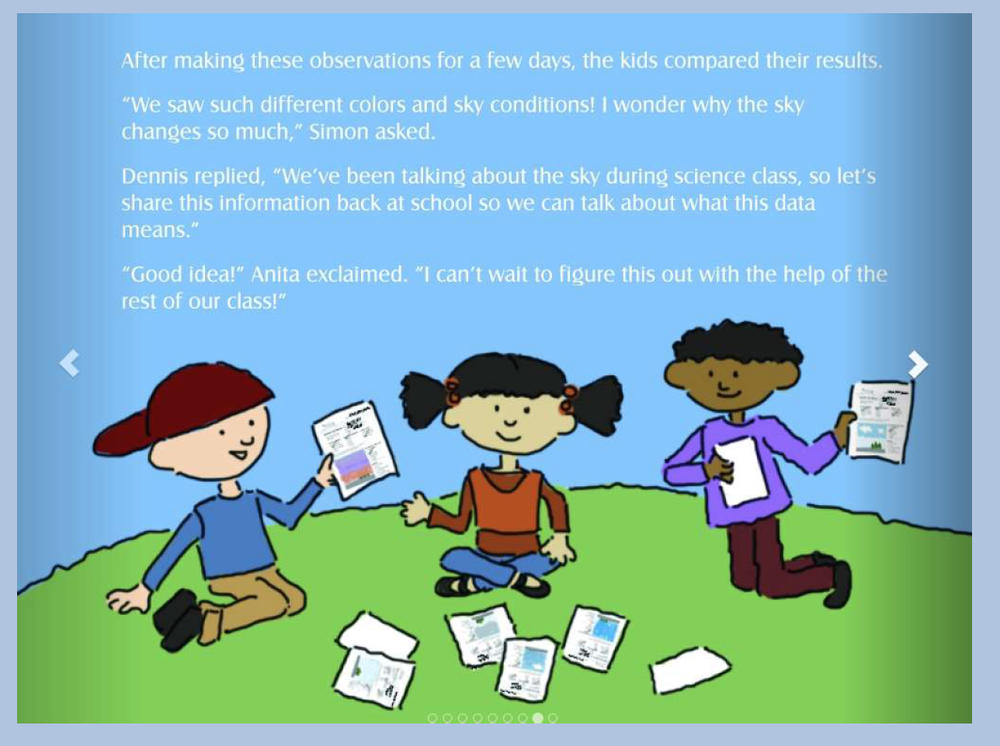 After making these observations for a few days, the kids compared their results.
“We saw such different colors and sky conditions! I wonder why the sky
changes so much,” Simon asked.
Dennis replied, “We’ve been talking about the sky during science class, so let’s
share this information back at school so we can talk about what this data
means.”
“Good idea!” Anita exclaimed. “I can’t wait to figure this out with the help of the
rest of our class!”